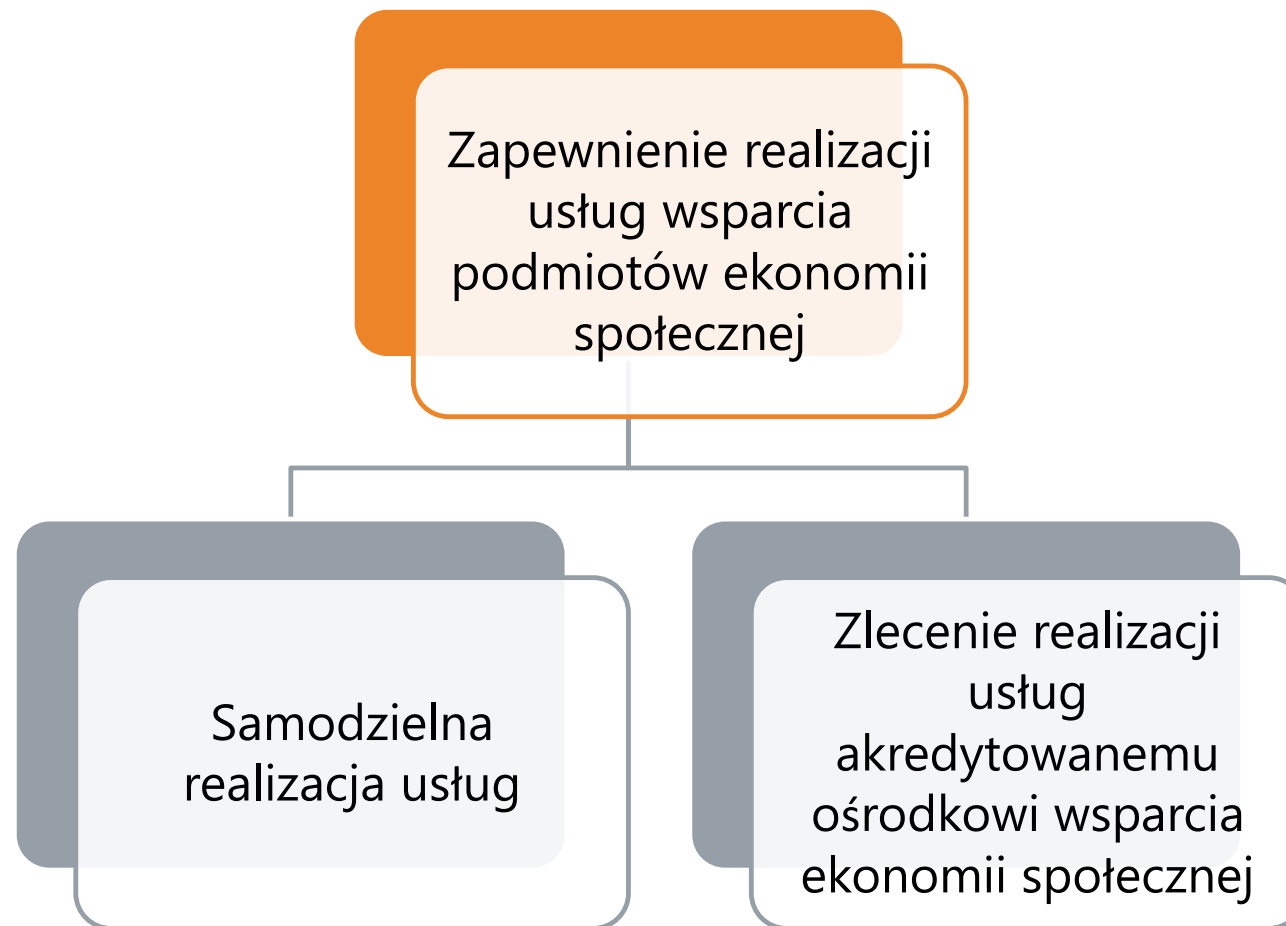 Zapewnienie realizacji
usług wsparcia
podmiotów ekonomii
społecznej
Samodzielna
realizacja usług
Zlecenie realizacji
usług
akredytowanemu
ośrodkowi wsparcia
ekonomii społecznej